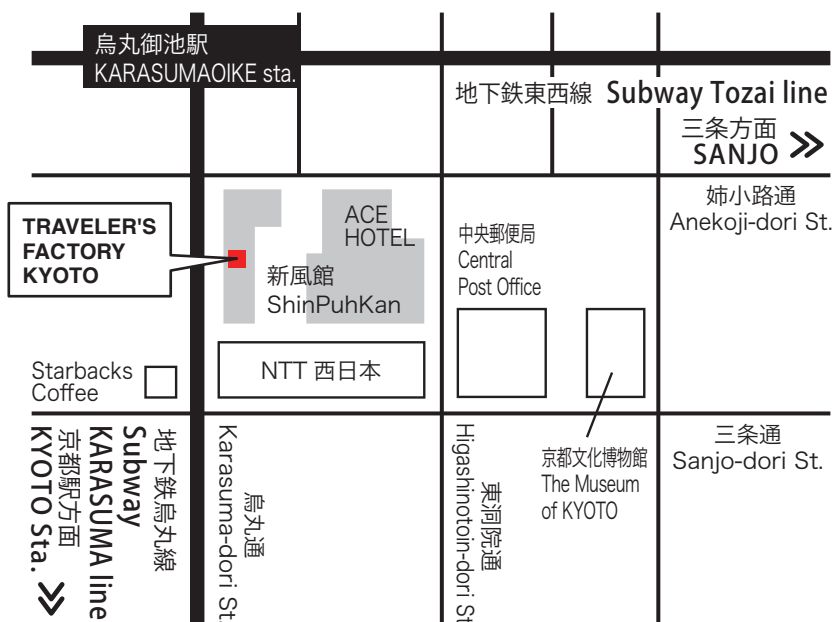 烏丸御池駅
KARASUMAOIKE sta.
地下鉄東西線 Subway Tozai line
三条方面
SANJO
姉小路通
Anekoji-dori St.
TRAVELER'S
FACTORY
KYOTO
ACE
HOTEL
新風館
ShinPuhKan
中央郵便局
Central
Post Office
Starbacks
Coffee
NTT 西日本
地下鉄烏丸線
Subway
KARASUMA line
京都駅方面
KYOTO Sta.
烏丸通
Karasuma-dori St.
東洞院通
Higashinotoin-dori St
京都文化博物館
The Museum
of KYOTO
三条通
Sanjo-dori St.